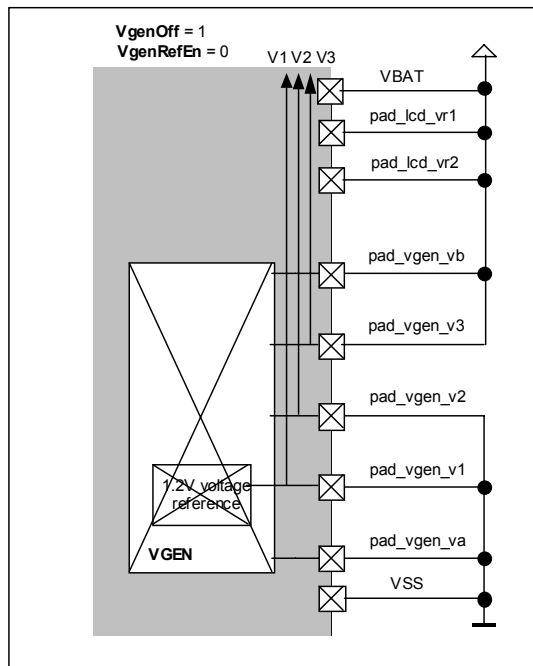 VgenOff = 1
VgenRefEn = 0
V1 V2 V3
VBAT
pad_lcd_vr1
pad_lcd_vr2
pad_vgen_vb
pad_vgen_v3
pad_vgen_v2
1.2V voltage
reference
pad_vgen_v1
VGEN
pad_vgen_va
VSS